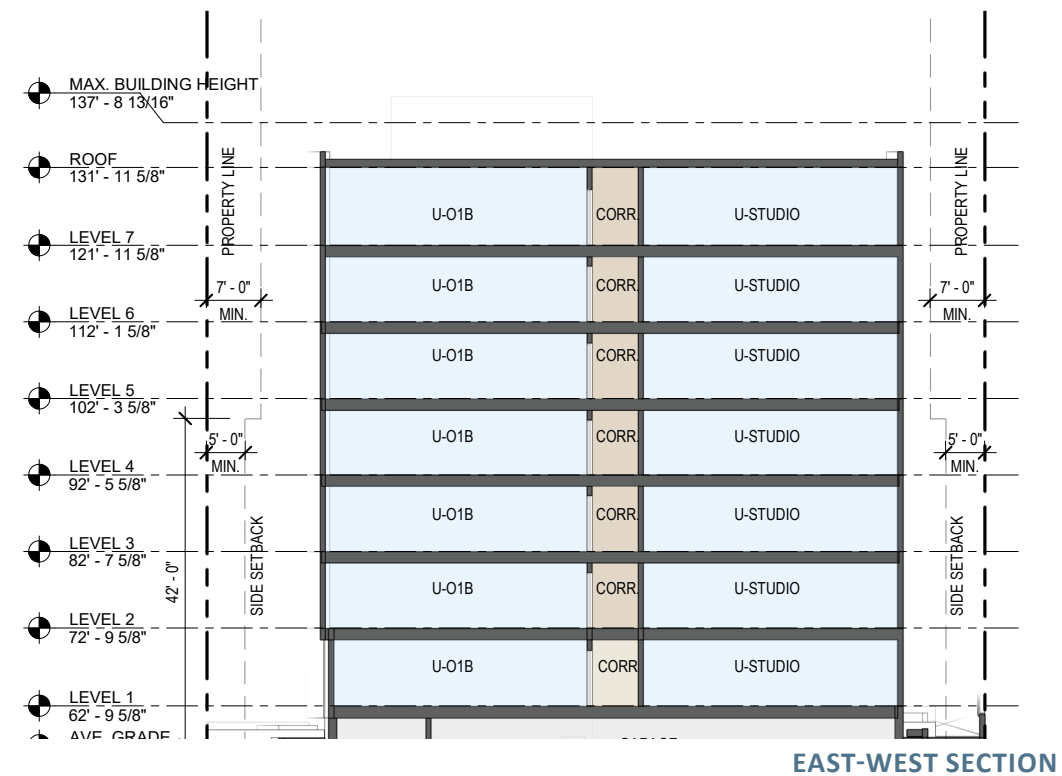 MAX. BUILDING HEIGHT
137' - 8 13/16"
ROOF
131' - 11 5/8"
PROPERTY LINE
PROPERTY LINE
U-O1B CORR. U-STUDIO
LEVEL 7
121' - 11 5/8"
7' - 0"
MIN.
U-O1B CORR. U-STUDIO
7' - 0"
MIN.
LEVEL 6
112' - 1 5/8"
U-O1B CORR. U-STUDIO
LEVEL 5
102' - 3 5/8"
5' - 0"
MIN.
U-O1B CORR. U-STUDIO
5' - 0"
MIN.
LEVEL 4
92' - 5 5/8"
U-O1B CORR. U-STUDIO
LEVEL 3
82' - 7 5/8"
42' - 0"
SIDE SETBACK
SIDE SETBACK
U-O1B CORR. U-STUDIO
LEVEL 2
72' - 9 5/8"
U-O1B CORR. U-STUDIO
LEVEL 1
62' - 9 5/8"
AVE. GRADE
EAST-WEST SECTION